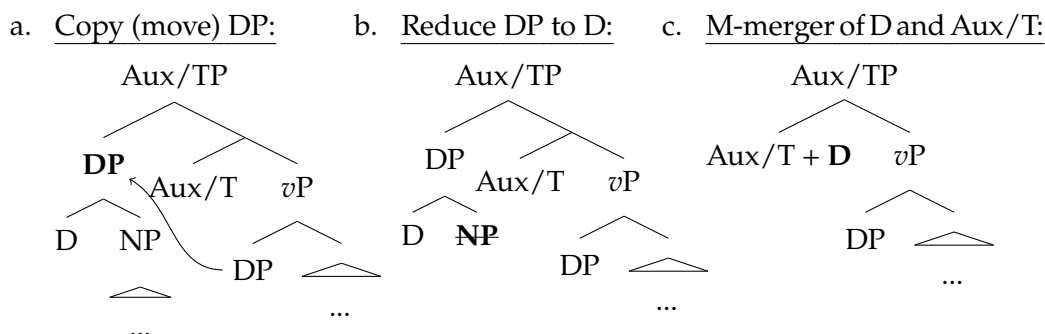 a. Copy (move) DP: b. Reduce DP to D: c. M-merger of D and Aux/T:
Aux/TP Aux/TP Aux/TP
DP Aux/T vP DP Aux/T vP Aux/T + D vP
D NP DP D NP DP DP
... ... ... ...